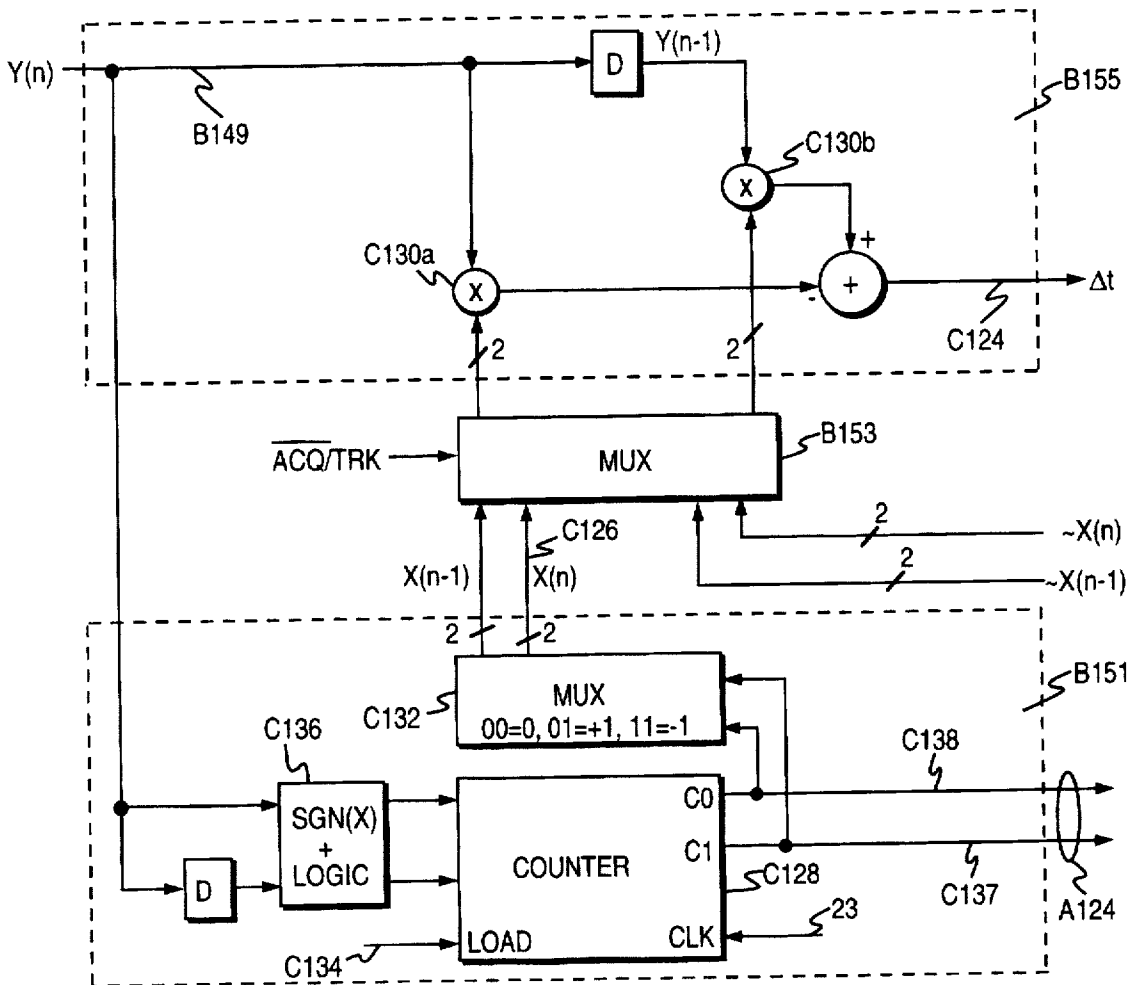 Y(n)
D
Y(n-1)
B149
B155
C130b
X
C130a
X
+
-
+
Δt
C124
2
2
A̅C̅Q̅/TRK
MUX
B153
C126
2
~X(n)
X(n-1)
X(n)
2
~X(n-1)
2
2
B151
C132
MUX
00=0, 01=+1, 11=-1
C136
C138
SGN(X)
+
LOGIC
C0
COUNTER
C1
D
C128
C137
A124
23
LOAD
CLK
C134